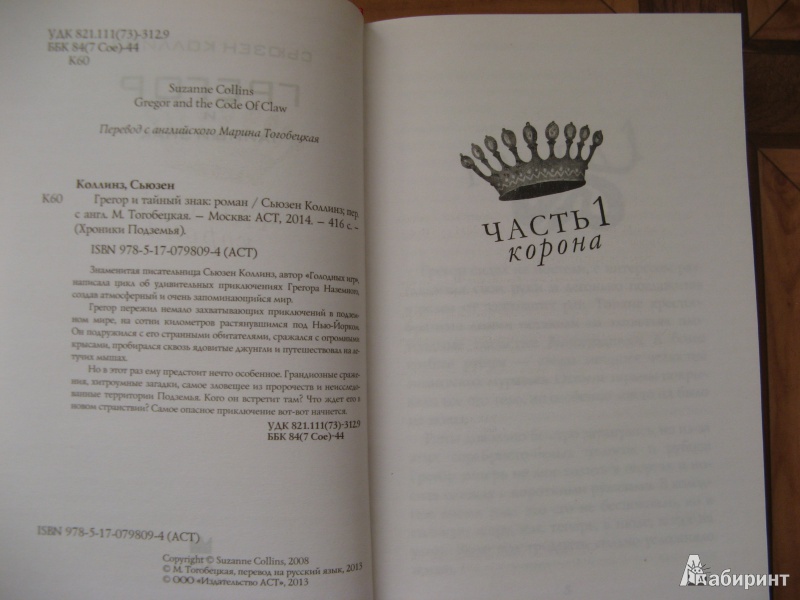 УДК 821.111(73)-312.9
ББК 84(7 Сое)-44
К60
Suzanne Collins
Gregor and the Code Of Claw
Перевод с английского Марина Тогобецкая
Коллинз, Сьюзен
К60 Грегор и тайный знак: роман / Сьюзен Коллинз; пер.
с англ. М. Тогобецкая. – Москва: АСТ, 2014. – 416 с. –
(Хроники Подземья).
ISBN 978-5-17-079809-4 (АСТ)
Знаменитая писательница Сьюзен Коллинз, автор «Голодных игр»,
написала цикл об удивительных приключениях Грегора Наземного,
создав атмосферный и очень запоминающийся мир.
Грегор пережил немало захватывающих приключений в подзем-
ном мире, на сотни километров растянувшимся под Нью-Йорком.
Он подружился с его странными обитателями, сражался с огромными
крысами, пробирался сквозь ядовитые джунгли и путешествовал на ле-
тучих мышах.
Но в этот раз ему предстоит нечто особенное. Грандиозные сраже-
ния, хитроумные загадки, самое зловещее из пророчеств и неисследо-
ванные территории Подземья. Кого он встретит там? Что ждет его в
новом странствии? Самое опасное приключение вот-вот начнется.
УДК 821.111(73)-312.9
ББК 84(7 Сое)-44
ISBN 978-5-17-079809-4 (АСТ)
Copyright © Suzanne Collins, 2008
© М. Тогобецкая, перевод на русский язык, 2013
© ООО «Издательство АСТ», 2013
ЧАСТЬ 1
корона
Лабиринт.ру